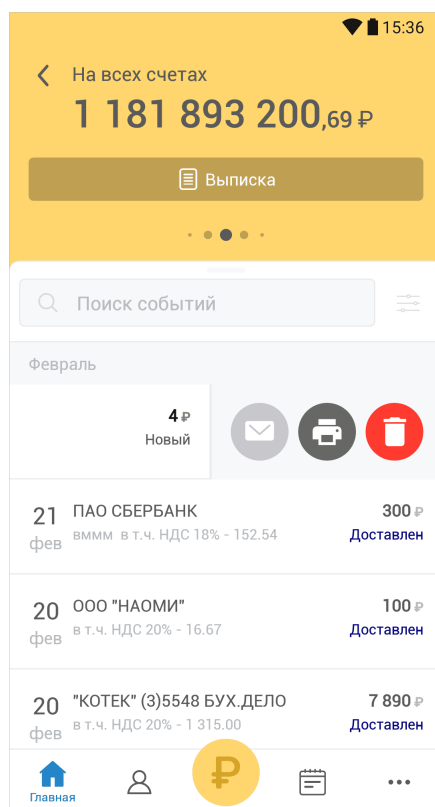 15:36
На всех счетах
1 181 893 200,69 ₽
Выписка
Поиск событий
Февраль
4 ₽
Новый
21 ПАО СБЕРБАНК 300 ₽
фев вммм в т.ч. НДС 18% - 152.54 Доставлен
20 ООО "НАОМИ" 100 ₽
фев в т.ч. НДС 20% - 16.67 Доставлен
20 "КОТЕК" (3)5548 БУХ.ДЕЛО 7 890 ₽
фев в т.ч. НДС 20% - 1 315.00 Доставлен
₽
Главная